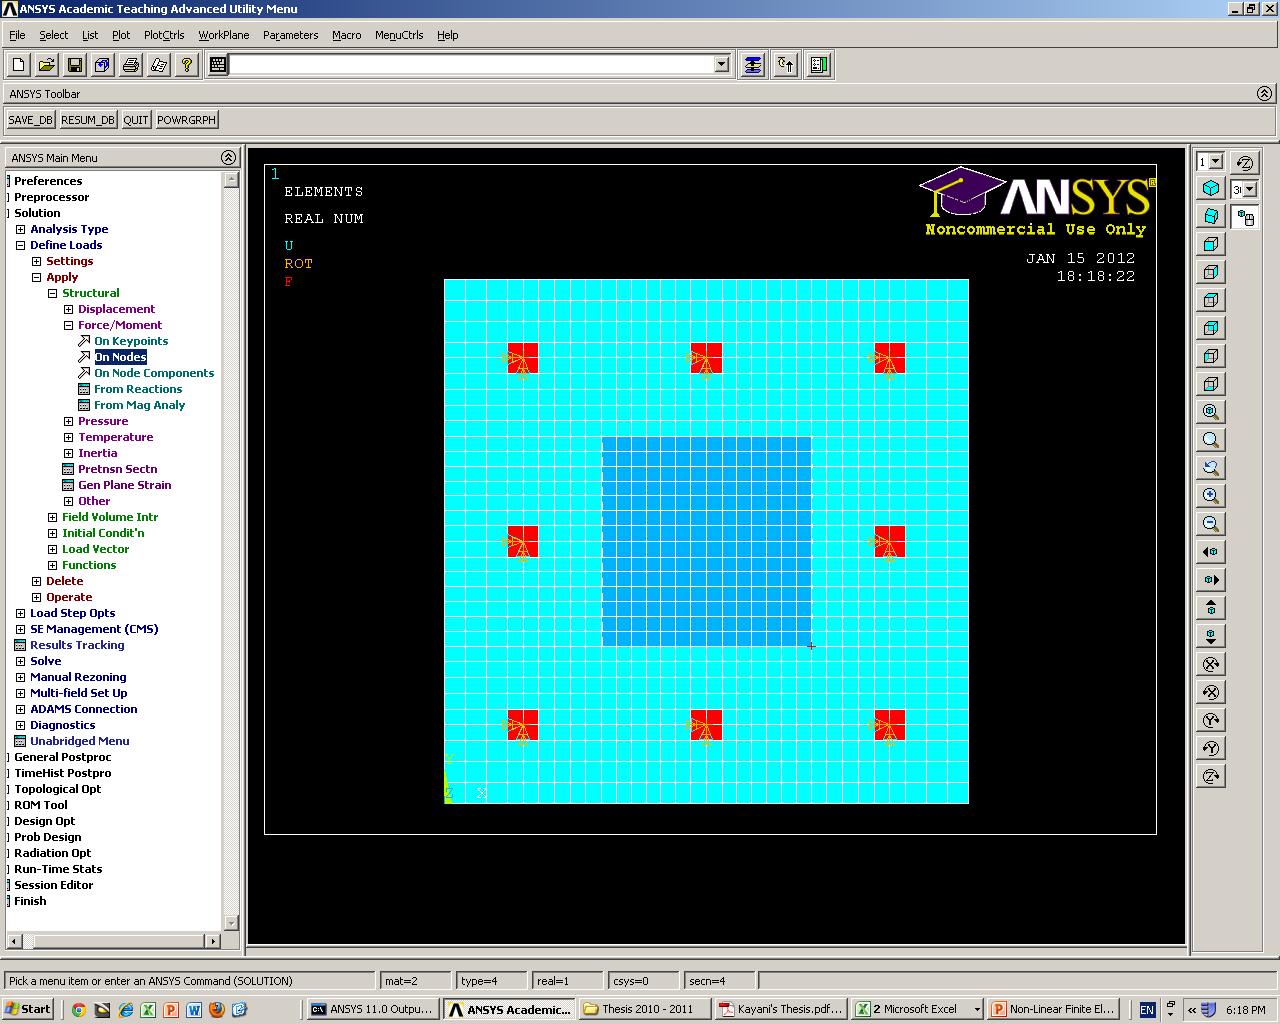 ANSYS Academic Teaching Advanced Utility Menu
File Select List Plot PlotCtrls WorkPlane Parameters Macro MenuCtrls Help
ANSYS Toolbar
SAVE_DB RESUM_DB QUIT POWRGRPH
ANSYS Main Menu
Preferences
Preprocessor
Solution
Analysis Type
Define Loads
Settings
Apply
Structural
Displacement
Force/Moment
On Keypoints
On Nodes
On Node Components
From Reactions
From Mag Analy
Pressure
Temperature
Inertia
Pretnsn Sectn
Gen Plane Strain
Other
Field Volume Intr
Initial Condit'n
Load Vector
Functions
Delete
Operate
Load Step Opts
SE Management (CMS)
Results Tracking
Solve
Manual Rezoning
Multi-field Set Up
ADAMS Connection
Diagnostics
Unabridged Menu
General Postproc
TimeHist Postpro
Topological Opt
ROM Tool
Design Opt
Prob Design
Radiation Opt
Run-Time Stats
Session Editor
Finish
1
ELEMENTS
REAL NUM
U
ROT
F
ANSYS
Noncommercial Use Only
JAN 15 2012
18:18:22
Y
Z X
1
Pick a menu item or enter an ANSYS Command (SOLUTION) mat=2 type=4 real=1 csys=0 secn=4
Start ANSYS 11.0 Outpu... ANSYS Academic... Thesis 2010 - 2011 Kayani's Thesis.pdf... 2 Microsoft Excel Non-Linear Finite El... EN 6:18 PM